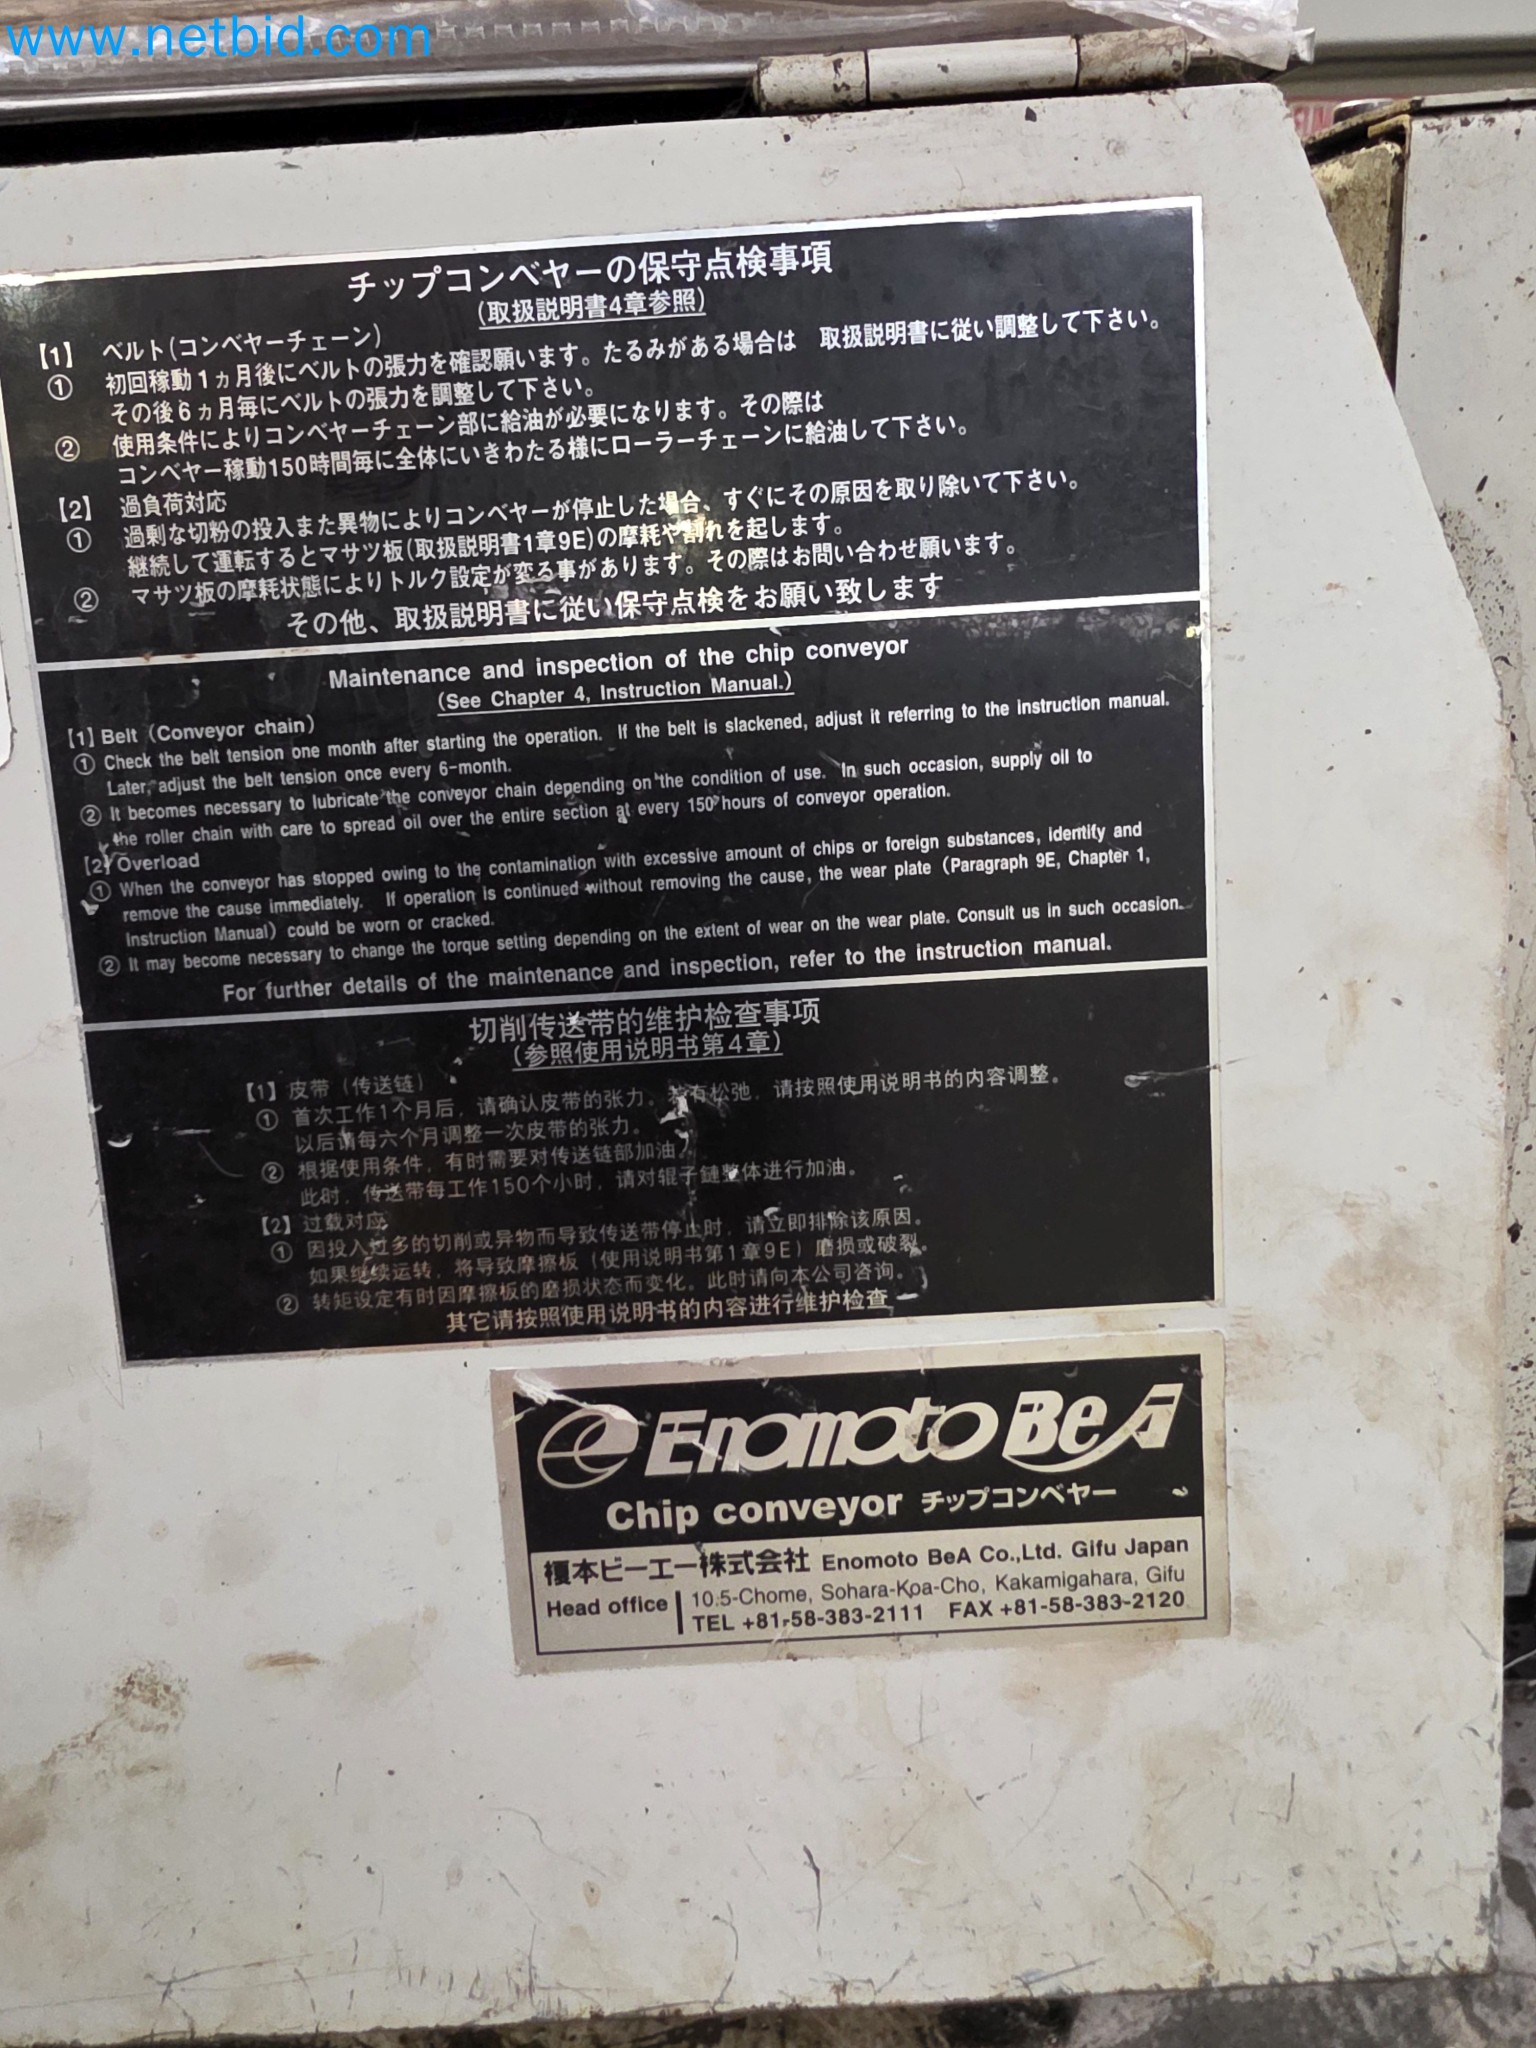 www.netbid.com
チップコンベヤーの保守点検事項
(取扱説明書4章参照)
【1】 ベルト(コンベヤーチェーン)
① 初回稼動1ヵ月後にベルトの張力を確認願います。たるみがある場合は 取扱説明書に従い調整して下さい。
その後6ヵ月毎にベルトの張力を調整して下さい。
② 使用条件によりコンベヤーチェーン部に給油が必要になります。その際は
コンベヤー稼動150時間毎に全体にいきわたる様にローラーチェーンに給油して下さい。
【2】 過負荷対応
① 過剰な切粉の投入また異物によりコンベヤーが停止した場合、すぐにその原因を取り除いて下さい。
継続して運転するとマサツ板(取扱説明書1章9E)の摩耗や割れを起します。
② マサツ板の摩耗状態によりトルク設定が変る事があります。その際はお問い合わせ願います。
その他、取扱説明書に従い保守点検をお願い致します
Maintenance and inspection of the chip conveyor
(See Chapter 4, Instruction Manual.)
【1】 Belt (Conveyor chain)
① Check the belt tension one month after starting the operation. If the belt is slackened, adjust it referring to the instruction manual.
Later, adjust the belt tension once every 6-month.
② It becomes necessary to lubricate the conveyor chain depending on the condition of use. In such occasion, supply oil to
the roller chain with care to spread oil over the entire section at every 150 hours of conveyor operation.
【2】 Overload
① When the conveyor has stopped owing to the contamination with excessive amount of chips or foreign substances, identify and
remove the cause immediately. If operation is continued without removing the cause, the wear plate (Paragraph 9E, Chapter 1,
Instruction Manual) could be worn or cracked.
② It may become necessary to change the torque setting depending on the extent of wear on the wear plate. Consult us in such occasion.
For further details of the maintenance and inspection, refer to the instruction manual.
切削传送带的维护检查事项
(参照使用说明书第4章)
【1】 皮带 (传送链)
① 首次工作1个月后, 请确认皮带的张力。若有松弛, 请按照使用说明书的内容调整。
以后请每六个月调整一次皮带的张力。
② 根据使用条件, 有时需要对传送链部加油。
此时, 传送带每工作150个小时, 请对辊子鏈整体进行加油。
【2】 过载对应
① 因投入过多的切削或异物而导致传送带停止时, 请立即排除该原因。
如果继续运转, 将导致摩擦板 (使用说明书第1章9E) 磨损或破裂。
② 转矩设定有时因摩擦板的磨损状态而变化, 此时请向本公司咨询。
其它请按照使用说明书的内容进行维护检查
Enomoto BeA
Chip conveyor チップコンベヤー
榎本ビーエー株式会社 Enomoto BeA Co.,Ltd. Gifu Japan
Head office 10.5-Chome, Sohara-Koa-Cho, Kakamigahara, Gifu
TEL +81-58-383-2111 FAX +81-58-383-2120